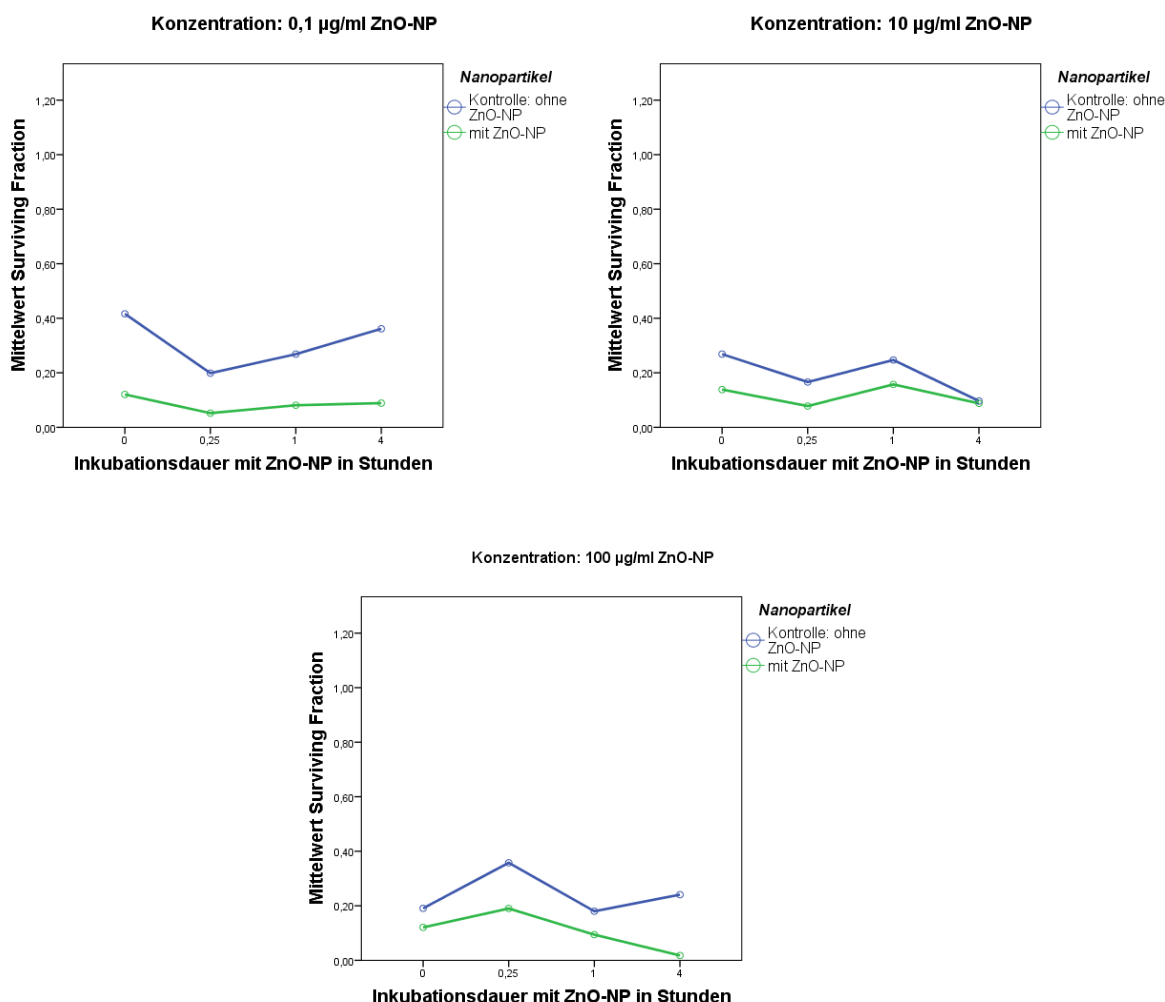 Konzentration: 0,1 µg/ml ZnO-NP
Nanopartikel
Kontrolle: ohne
ZnO-NP
mit ZnO-NP
1,20
1,00
0,80
0,60
0,40
0,20
0,00
Mittelwert Surviving Fraction
0 0,25 1 4
Inkubationsdauer mit ZnO-NP in Stunden
Konzentration: 10 µg/ml ZnO-NP
Nanopartikel
Kontrolle: ohne
ZnO-NP
mit ZnO-NP
1,20
1,00
0,80
0,60
0,40
0,20
0,00
Mittelwert Surviving Fraction
0 0,25 1 4
Inkubationsdauer mit ZnO-NP in Stunden
Konzentration: 100 µg/ml ZnO-NP
Nanopartikel
Kontrolle: ohne
ZnO-NP
mit ZnO-NP
1,20
1,00
0,80
0,60
0,40
0,20
0,00
Mittelwert Surviving Fraction
0 0,25 1 4
Inkubationsdauer mit ZnO-NP in Stunden